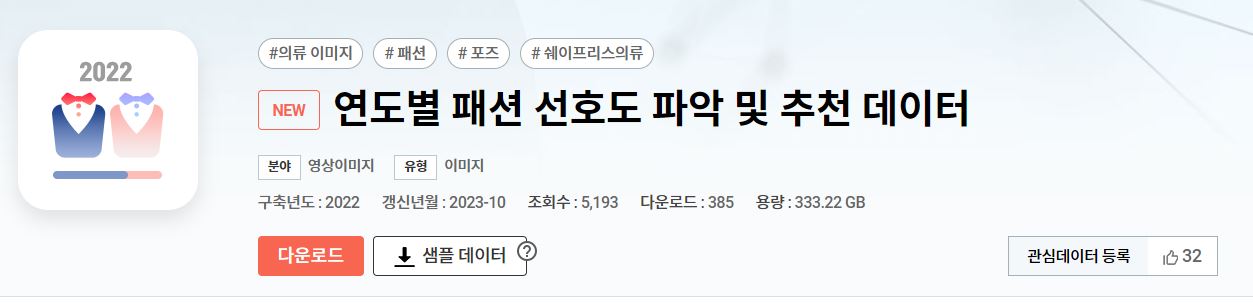 2022
#의류 이미지 # 패션 # 포즈 # 쉐이프리스의류
NEW 연도별 패션 선호도 파악 및 추천 데이터
분야 영상이미지 유형 이미지
구축년도 : 2022 갱신년월 : 2023-10 조회수 : 5,193 다운로드 : 385 용량 : 333.22 GB
다운로드 샘플 데이터 ? 관심데이터 등록 32